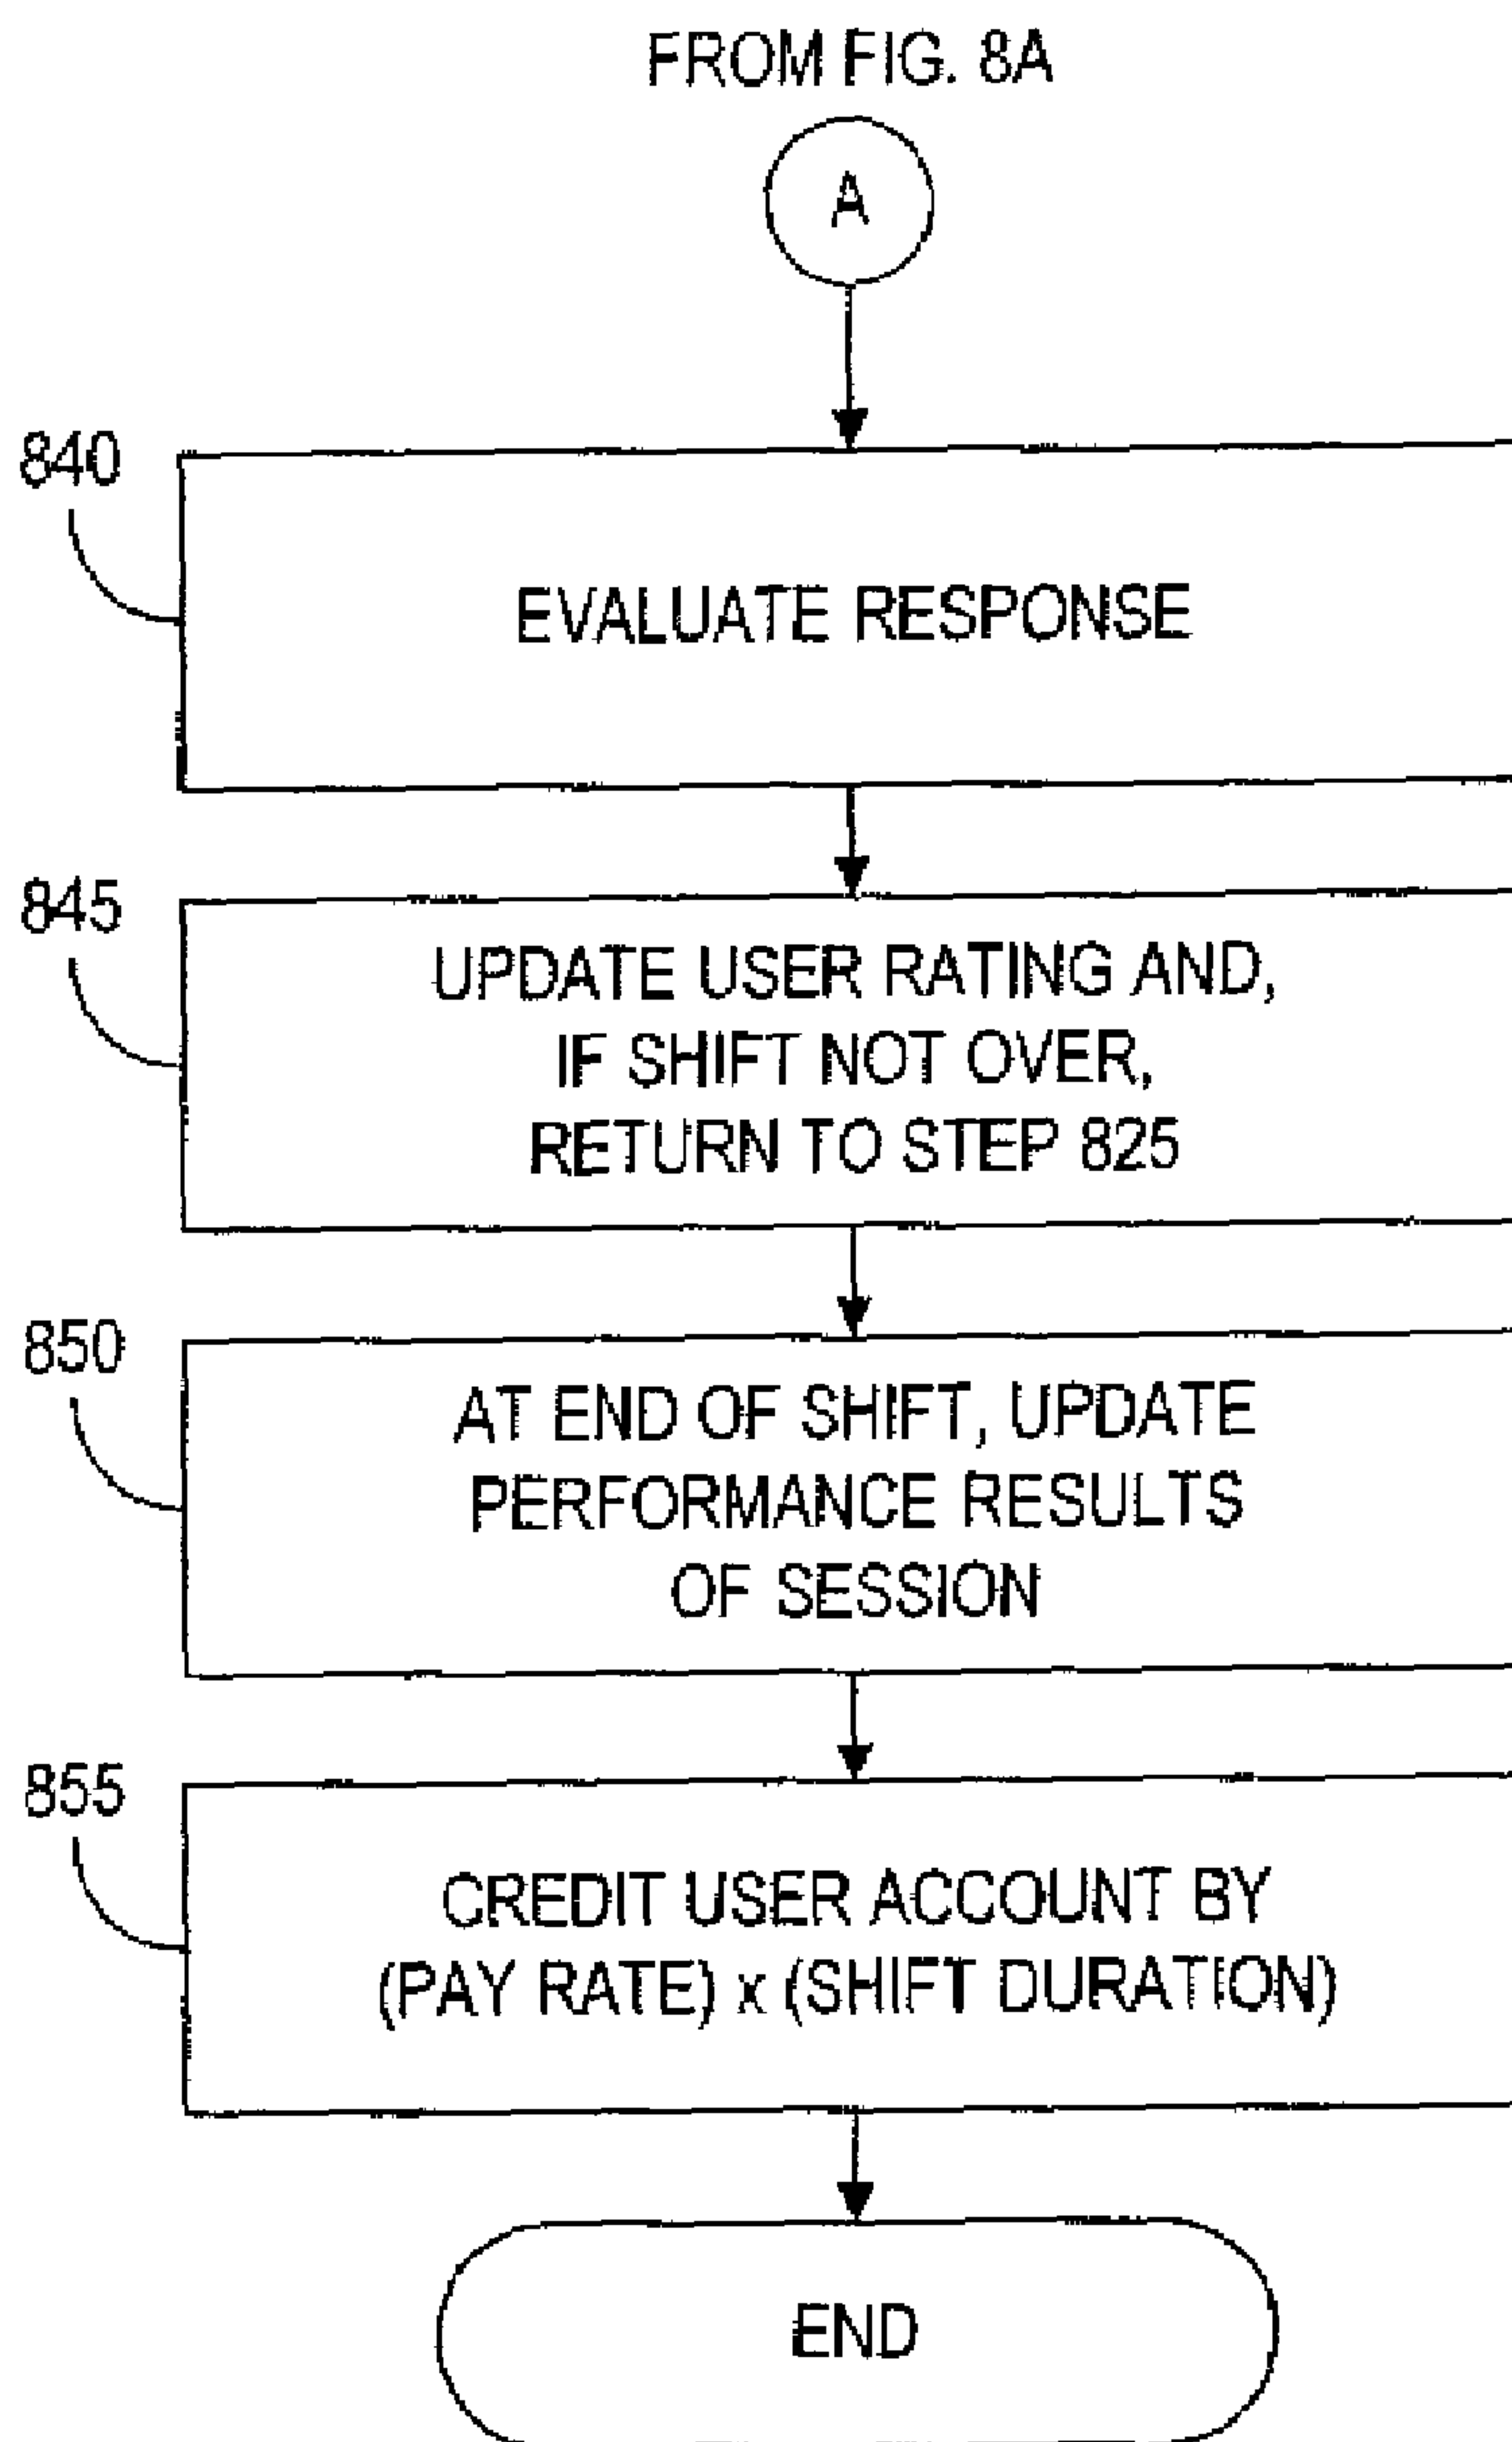 FROM FIG. 8A
A
840
EVALUATE RESPONSE
845
UPDATE USER RATING AND,
IF SHIFT NOT OVER,
RETURN TO STEP 825
850
AT END OF SHIFT, UPDATE
PERFORMANCE RESULTS
OF SESSION
855
CREDIT USER ACCOUNT BY
(PAY RATE) x (SHIFT DURATION)
END